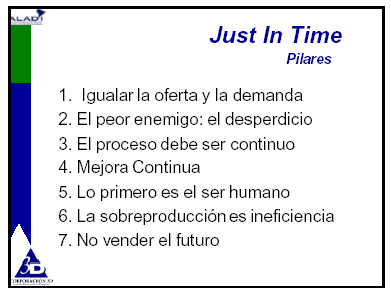 ALADI
Just In Time
Pilares
1. Igualar la oferta y la demanda
2. El peor enemigo: el desperdicio
3. El proceso debe ser continuo
4. Mejora Continua
5. Lo primero es el ser humano
6. La sobreproducción es ineficiencia
7. No vender el futuro
3D
CORPORACION 3D